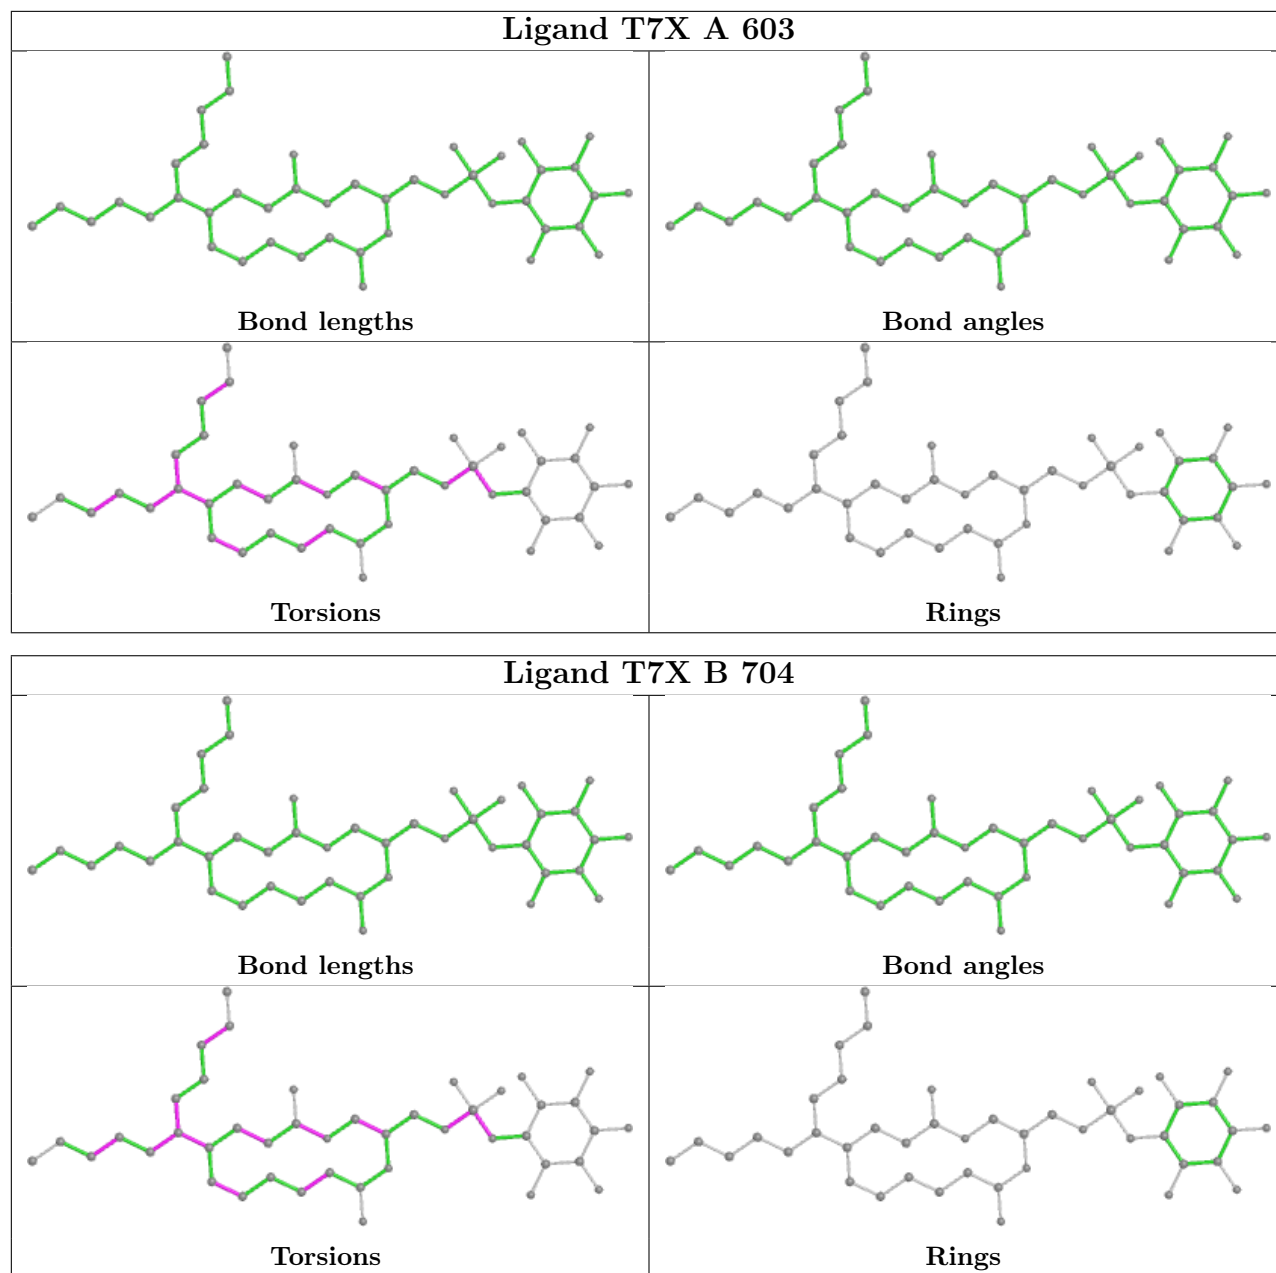 Ligand T7X A 603
Bond lengths
Bond angles
Torsions
Rings
Ligand T7X B 704
Bond lengths
Bond angles
Torsions
Rings